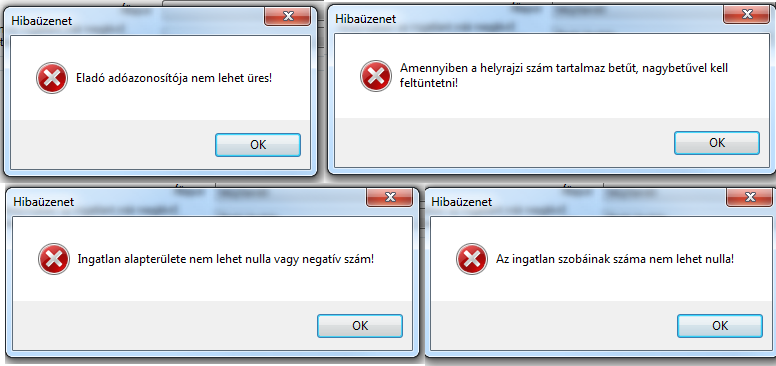 Hibaüzenet
Eladó adóazonosítója nem lehet üres!
OK
Hibaüzenet
Amennyiben a helyrajzi szám tartalmaz betűt, nagybetűvel kell
feltüntetni!
OK
Hibaüzenet
Ingatlan alapterülete nem lehet nulla vagy negatív szám!
OK
Hibaüzenet
Az ingatlan szobáinak száma nem lehet nulla!
OK